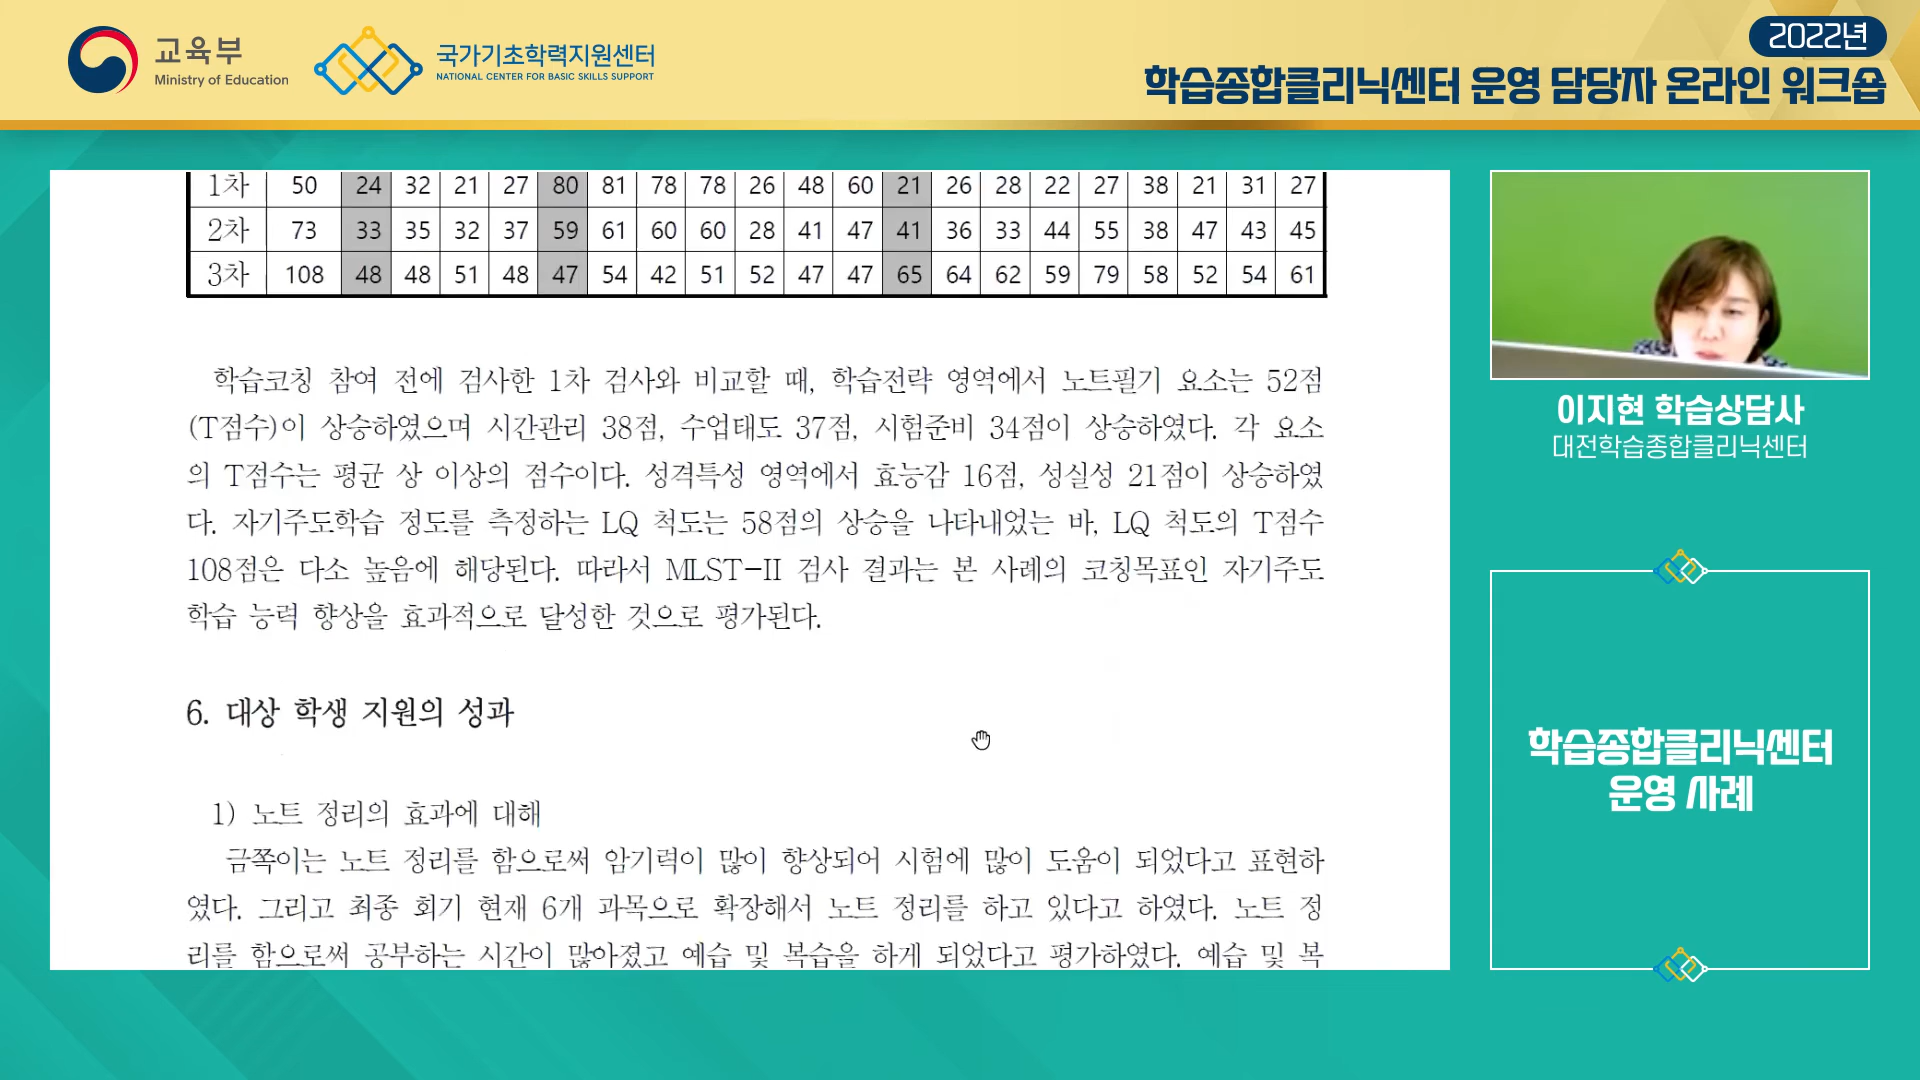 교육부
Ministry of Education
국가기초학력지원센터
NATIONAL CENTER FOR BASIC SKILLS SUPPORT
2022년
학습종합클리닉센터 운영 담당자 온라인 워크숍
1차 50 24 32 21 27 80 81 78 78 26 48 60 21 26 28 22 27 38 21 31 27
2차 73 33 35 32 37 59 61 60 60 28 41 47 41 36 33 44 55 38 47 43 45
3차 108 48 48 51 48 47 54 42 51 52 47 47 65 64 62 59 79 58 52 54 61
학습코칭 참여 전에 검사한 1차 검사와 비교할 때, 학습전략 영역에서 노트필기 요소는 52점
(T점수)이 상승하였으며 시간관리 38점, 수업태도 37점, 시험준비 34점이 상승하였다. 각 요소
의 T점수는 평균 상 이상의 점수이다. 성격특성 영역에서 효능감 16점, 성실성 21점이 상승하였
다. 자기주도학습 정도를 측정하는 LQ 척도는 58점의 상승을 나타내었는 바, LQ 척도의 T점수
108점은 다소 높음에 해당된다. 따라서 MLST-II 검사 결과는 본 사례의 코칭목표인 자기주도
학습 능력 향상을 효과적으로 달성한 것으로 평가된다.
6. 대상 학생 지원의 성과
1) 노트 정리의 효과에 대해
금쪽이는 노트 정리를 함으로써 암기력이 많이 향상되어 시험에 많이 도움이 되었다고 표현하
였다. 그리고 최종 회기 현재 6개 과목으로 확장해서 노트 정리를 하고 있다고 하였다. 노트 정
리를 함으로써 공부하는 시간이 많아졌고 예습 및 복습을 하게 되었다고 평가하였다. 예습 및 복
이지현 학습상담사
대전학습종합클리닉센터
학습종합클리닉센터
운영 사례